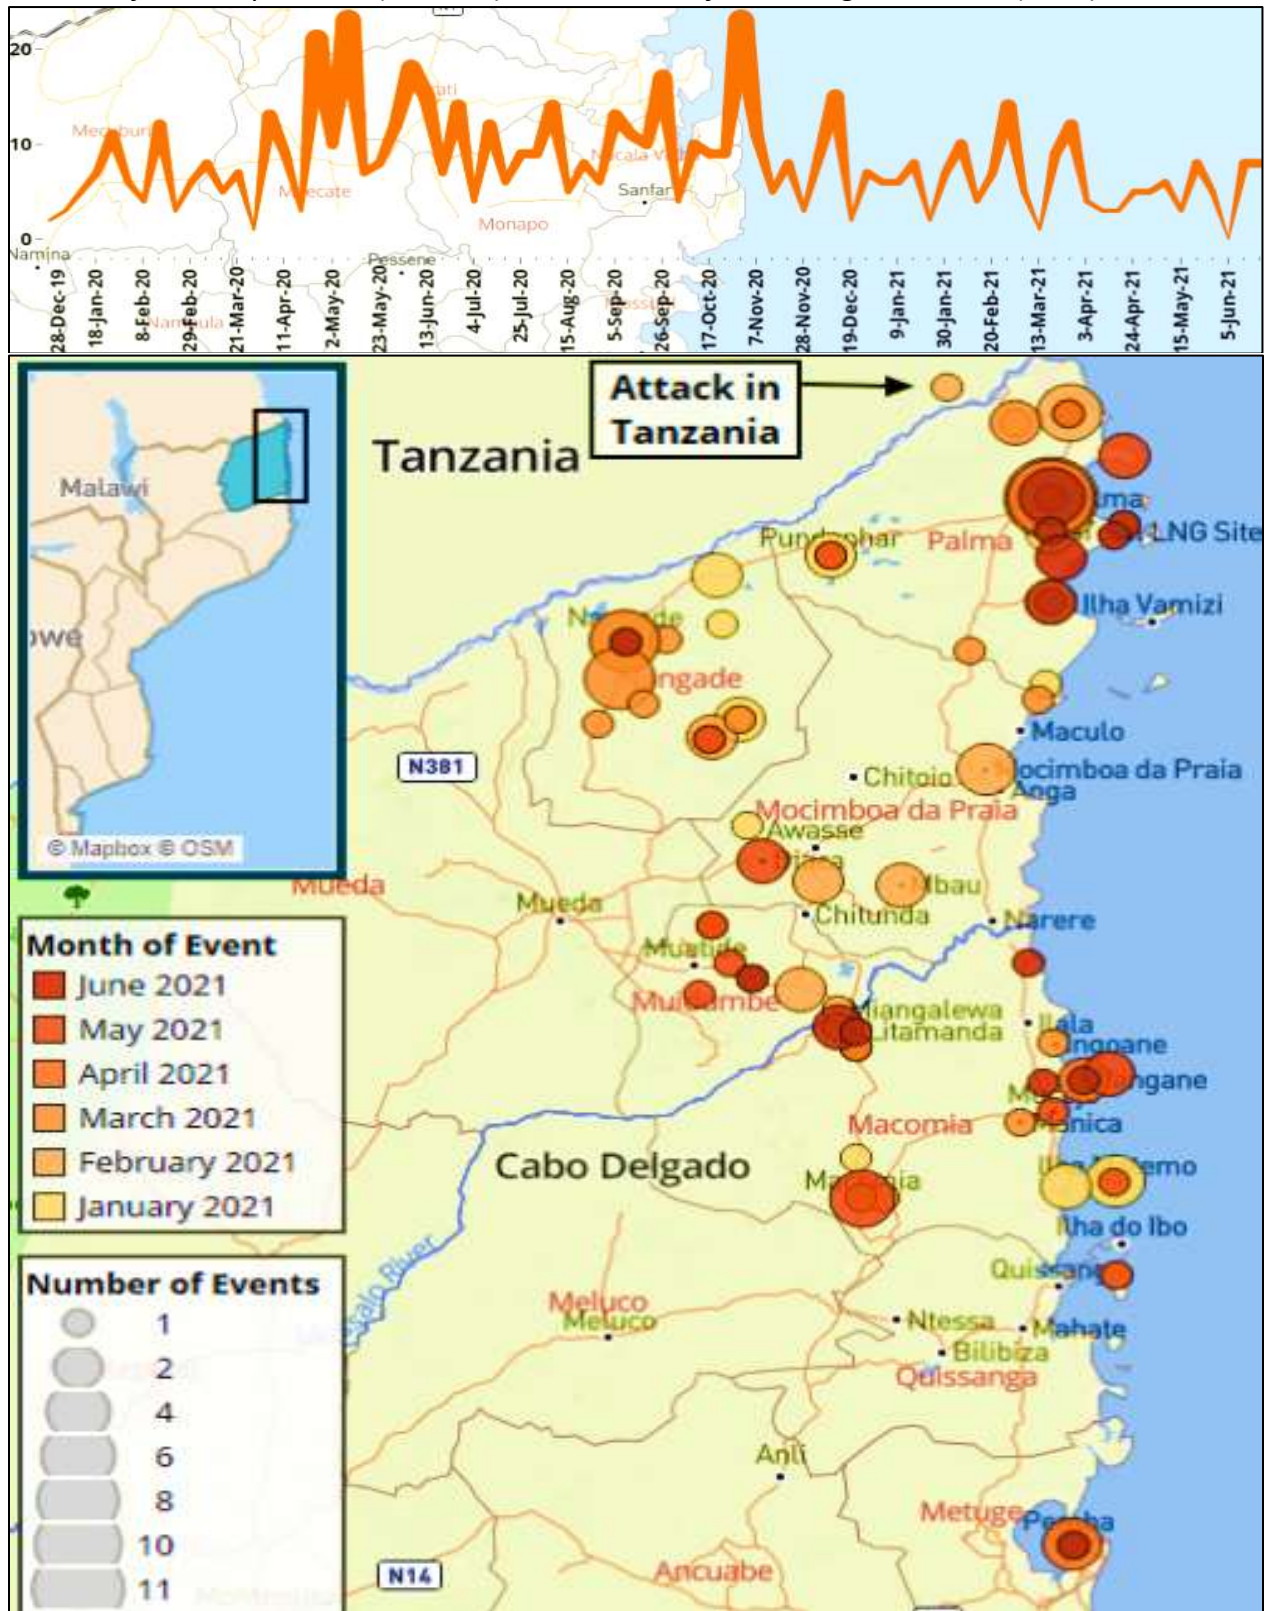 20
10
0
Monapo
Sanfar
Pessene
Namina
28-Dec-19
18-Jan-20
8-Feb-20
29-Feb-20
21-Mar-20
11-Apr-20
2-May-20
23-May-20
13-Jun-20
4-Jul-20
25-Jul-20
15-Aug-20
5-Sep-20
26-Sep-20
17-Oct-20
7-Nov-20
28-Nov-20
19-Dec-20
9-Jan-21
30-Jan-21
20-Feb-21
13-Mar-21
3-Apr-21
24-Apr-21
15-May-21
5-Jun-21
Attack in
Tanzania
Tanzania
Malawi
© Mapbox © OSM
LNG Site
Palma
Ilha Vamizi
N381
Maculo
Chitoio
Mocimboa da Praia
Anga
Mocimboa da Praia
Awasse
Mbau
Mueda
Mueda
Chitunda
Narere
Month of Event
June 2021
May 2021
April 2021
March 2021
February 2021
January 2021
Miangalewa
Litamanda
Macomia
Cabo Delgado
Ilha do Ibo
Meluco
Meluco
Ntessa
Mahate
Bilibiza
Quissanga
Number of Events
1
2
4
6
8
10
11
Anli
Metuge
N14
Ancuabe